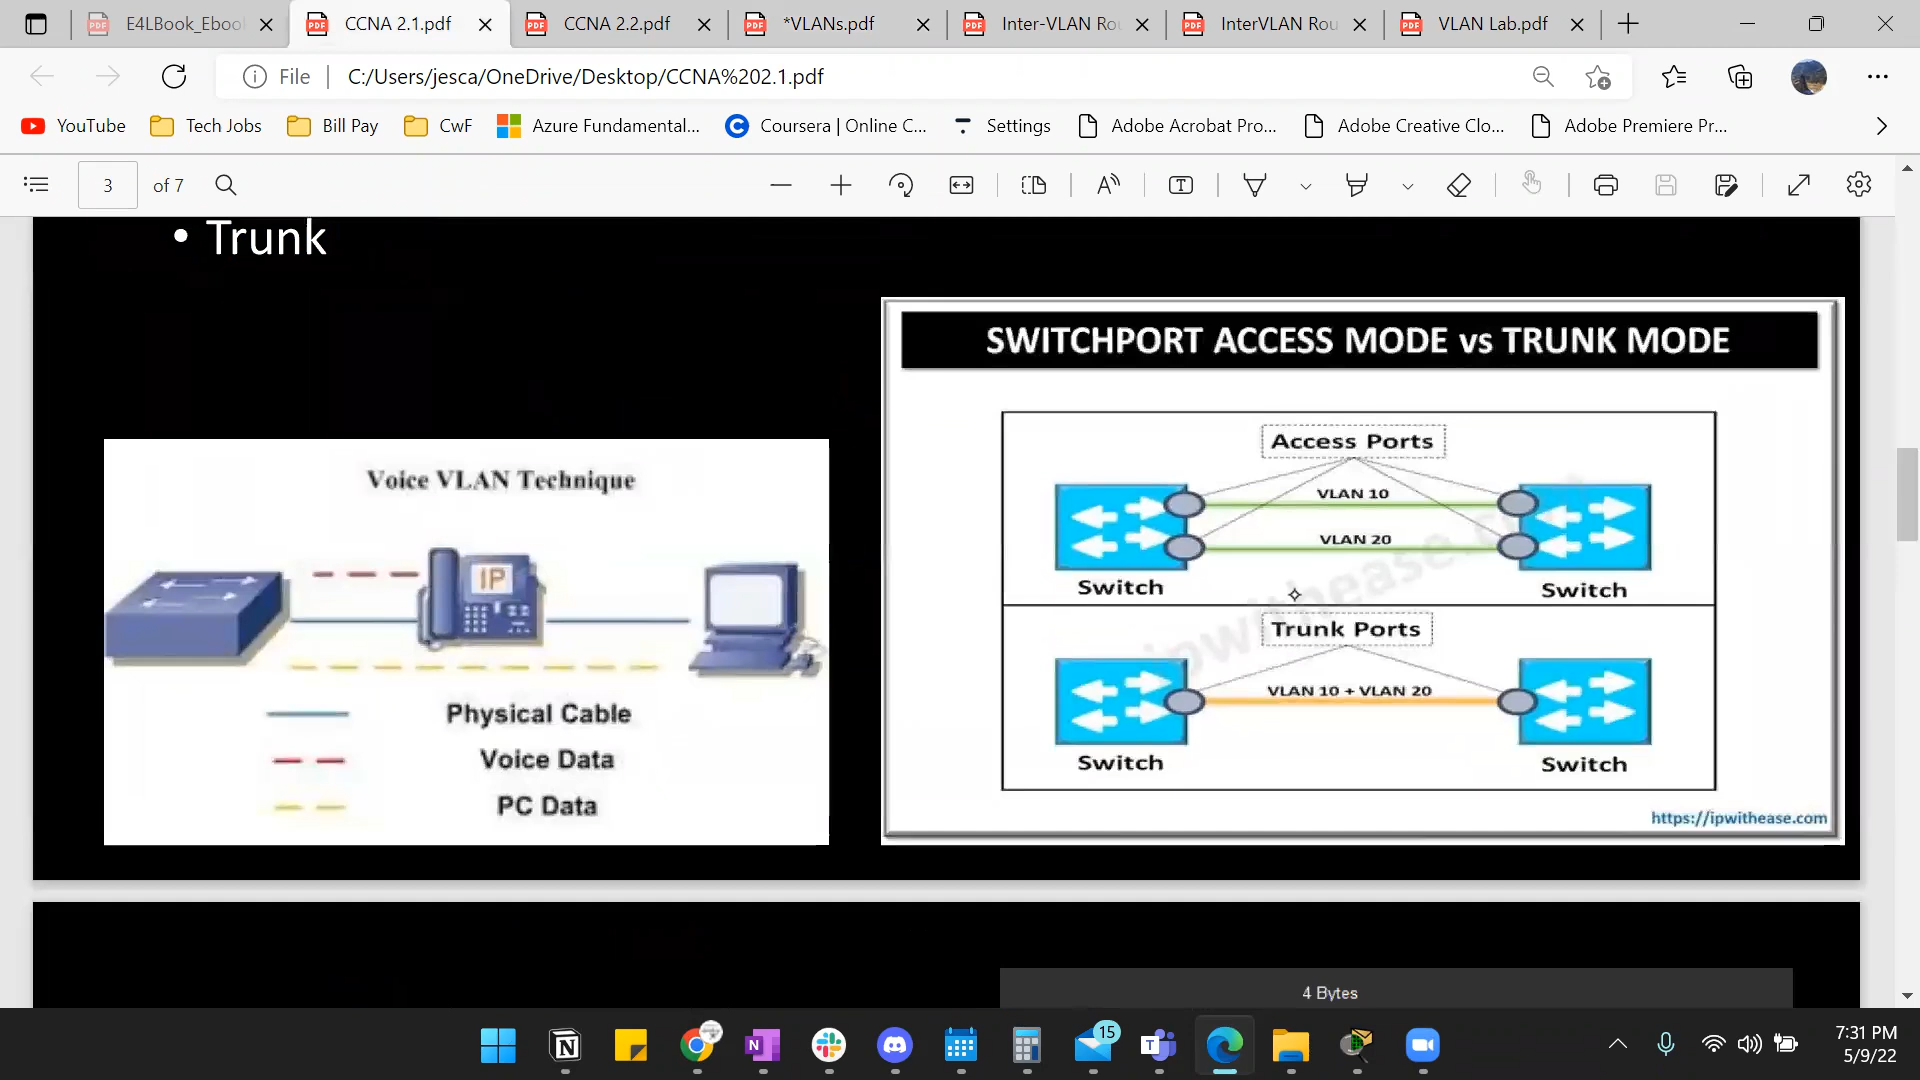 E4LBook_Ebool
CCNA 2.1.pdf
CCNA 2.2.pdf
*VLANs.pdf
Inter-VLAN Rou
InterVLAN Rou
VLAN Lab.pdf
File
C:/Users/jesca/OneDrive/Desktop/CCNA%202.1.pdf
YouTube
Tech Jobs
Bill Pay
CwF
Azure Fundamental...
Coursera | Online C...
Settings
Adobe Acrobat Pro...
Adobe Creative Clo...
Adobe Premiere Pr...
3
of 7
• Trunk
Voice VLAN Technique
IP
Physical Cable
Voice Data
PC Data
SWITCHPORT ACCESS MODE vs TRUNK MODE
Access Ports
VLAN 10
VLAN 20
Switch
Switch
Trunk Ports
VLAN 10 + VLAN 20
Switch
Switch
ipwithease.com
https://ipwithease.com
4 Bytes
15
7:31 PM
5/9/22